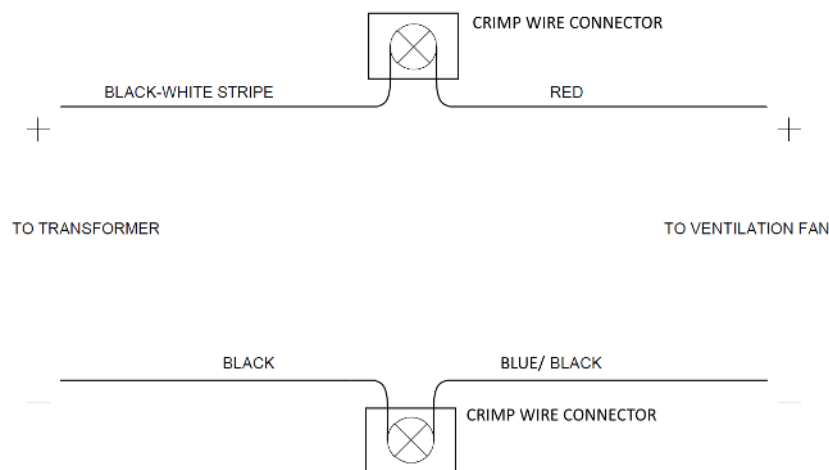 CRIMP WIRE CONNECTOR
BLACK-WHITE STRIPE
RED
+
+
TO TRANSFORMER
TO VENTILATION FAN
BLACK
BLUE/ BLACK
—
—
CRIMP WIRE CONNECTOR